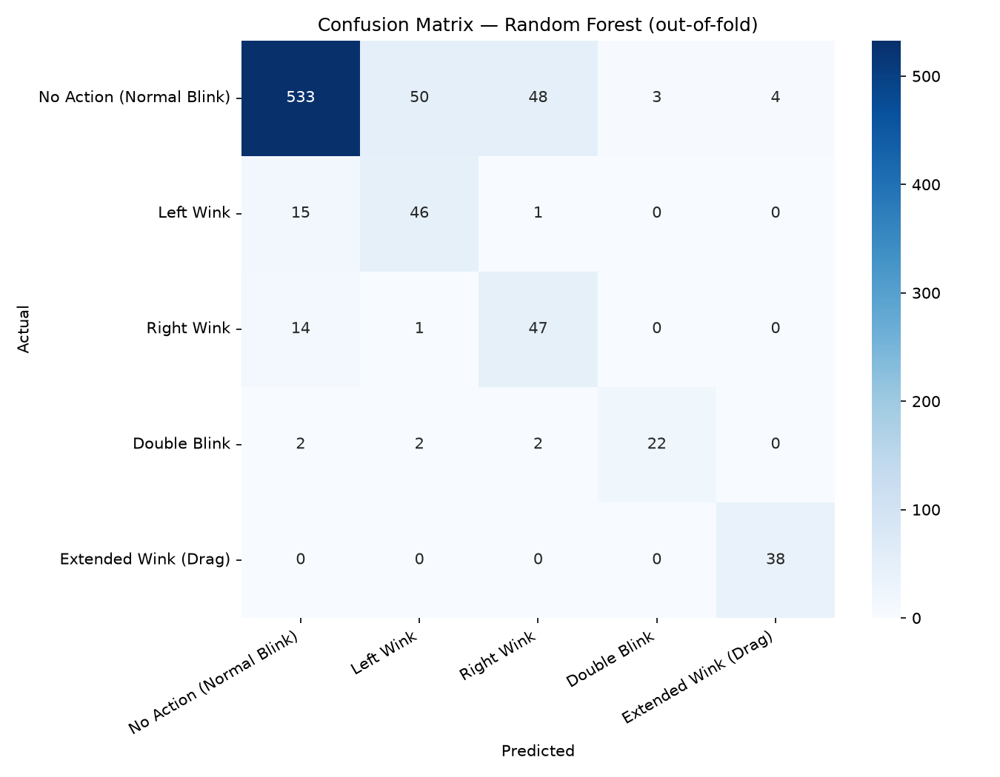 Confusion Matrix — Random Forest (out-of-fold)
No Action (Normal Blink) 533 50 48 3 4
Left Wink 15 46 1 0 0
Right Wink 14 1 47 0 0
Double Blink 2 2 2 22 0
Extended Wink (Drag) 0 0 0 0 38
Actual
No Action (Normal Blink)
Left Wink
Right Wink
Double Blink
Extended Wink (Drag)
Predicted
500
400
300
200
100
0